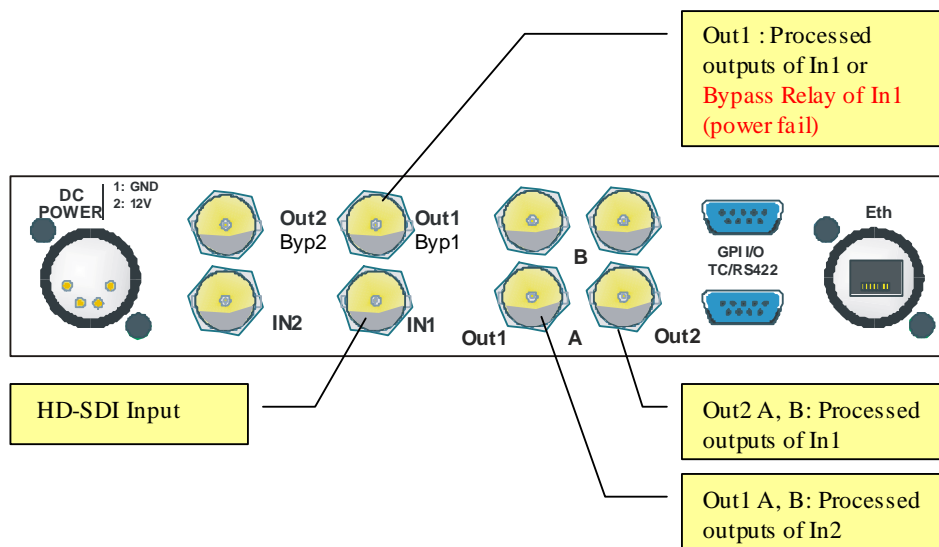 Out1 : Processed
outputs of In1 or
Bypass Relay of In1
(power fail)
DC
POWER
1: GND
2: 12V
Out2
Byp2
Out1
Byp1
B
GPI I/O
TC/RS422
Eth
IN2
IN1
Out1
A
Out2
HD-SDI Input
Out2 A, B: Processed
outputs of In1
Out1 A, B: Processed
outputs of In2